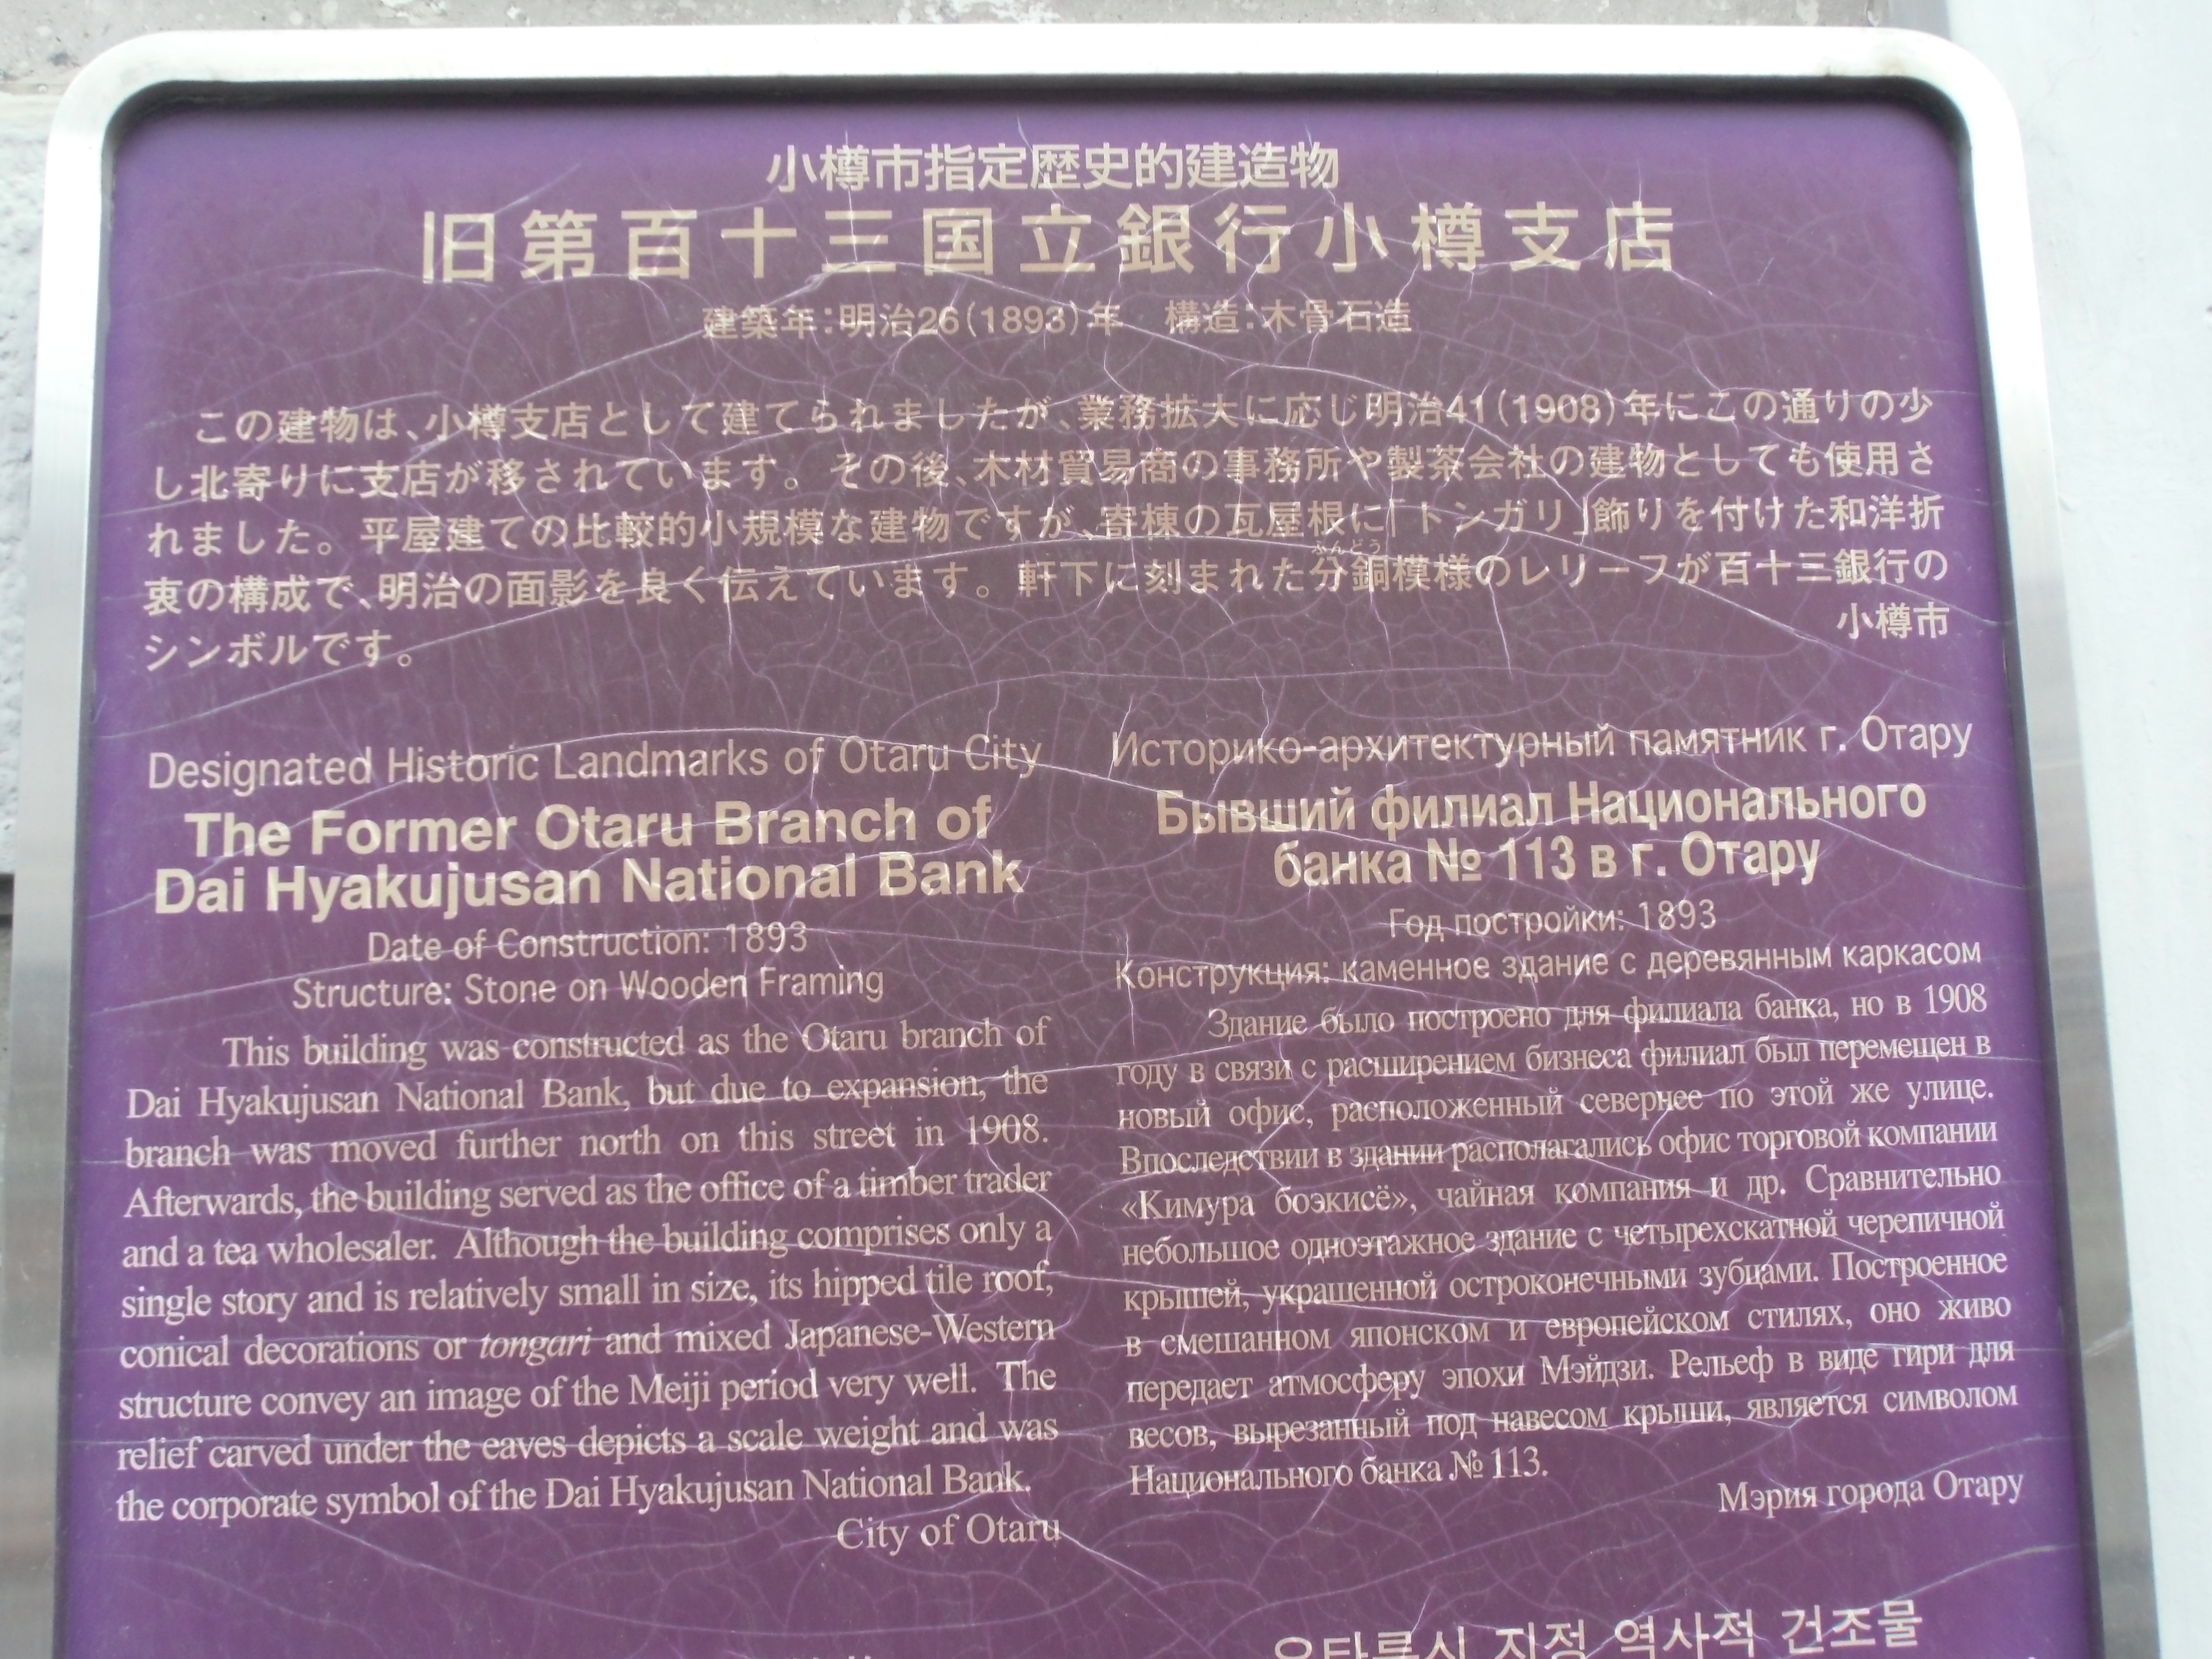 小樽市指定歴史的建造物
旧第百十三国立銀行小樽支店
建築年：明治26（1893）年　構造：木骨石造
この建物は、小樽支店として建てられましたが、業務拡大に応じ明治41（1908）年にこの通りの少
し北寄りに支店が移されています。その後、木材貿易商の事務所や製茶会社の建物としても使用さ
れました。平屋建ての比較的小規模な建物ですが、寄棟の瓦屋根に「トンガリ」飾りを付けた和洋折
ふんどう
衷の構成で、明治の面影を良く伝えています。軒下に刻まれた分銅模様のレリーフが百十三銀行の
シンボルです。
小樽市
Designated Historic Landmarks of Otaru City
The Former Otaru Branch of
Dai Hyakujusan National Bank
Date of Construction: 1893
Structure: Stone on Wooden Framing
This building was constructed as the Otaru branch of
Dai Hyakujusan National Bank, but due to expansion, the
branch was moved further north on this street in 1908.
Afterwards, the building served as the office of a timber trader
and a tea wholesaler. Although the building comprises only a
single story and is relatively small in size, its hipped tile roof,
conical decorations or tongari and mixed Japanese-Western
structure convey an image of the Meiji period very well. The
relief carved under the eaves depicts a scale weight and was
the corporate symbol of the Dai Hyakujusan National Bank.
City of Otaru
Историко-архитектурный памятник г. Отару
Бывший филиал Национального
банка № 113 в г. Отару
Год постройки: 1893
Конструкция: каменное здание с деревянным каркасом
Здание было построено для филиала банка, но в 1908
году в связи с расширением бизнеса филиал был перемещен в
новый офис, расположенный севернее по этой же улице.
Впоследствии в здании располагались офис торговой компании
«Кимура боэкисё», чайная компания и др. Сравнительно
небольшое одноэтажное здание с четырехскатной черепичной
крышей, украшенной остроконечными зубцами. Построенное
в смешанном японском и европейском стилях, оно живо
передает атмосферу эпохи Мэйдзи. Рельеф в виде гири для
весов, вырезанный под навесом крыши, является символом
Национального банка № 113.
Мэрия города Отару
오타루시 지정 역사적 건조물